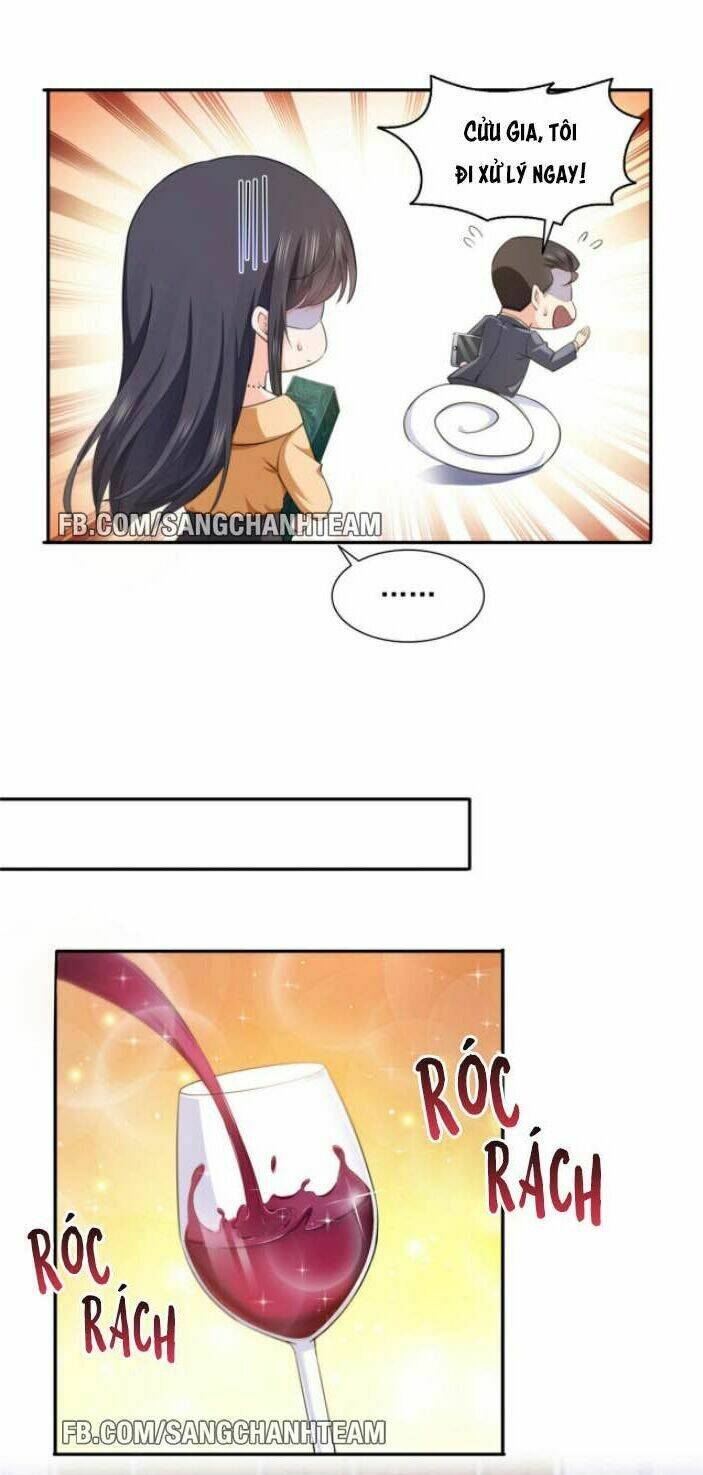 CỬU GIA, TÔI
ĐI XỬ LÝ NGAY!
FB.COM/SANGCHANHTEAM
......
RÓC
RÁCH
RÓC
RÁCH
FB.COM/SANGCHANHTEAM